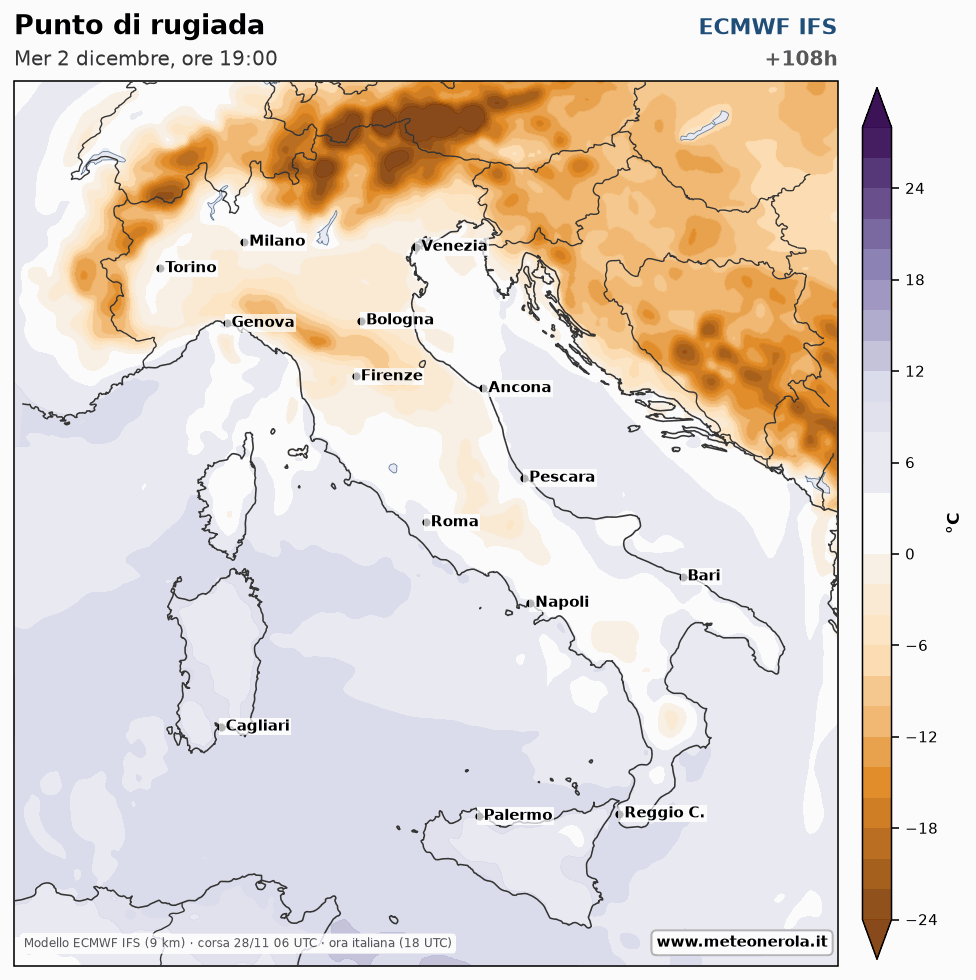 Punto di rugiada
ECMWF IFS
Mer 2 dicembre, ore 19:00
+108h
Milano
Venezia
Torino
Genova
Bologna
Firenze
Ancona
Pescara
Roma
Bari
Napoli
Cagliari
Palermo
Reggio C.
24
18
12
6
0
−6
−12
−18
−24
°C
Modello ECMWF IFS (9 km) · corsa 28/11 06 UTC · ora italiana (18 UTC)
www.meteonerola.it